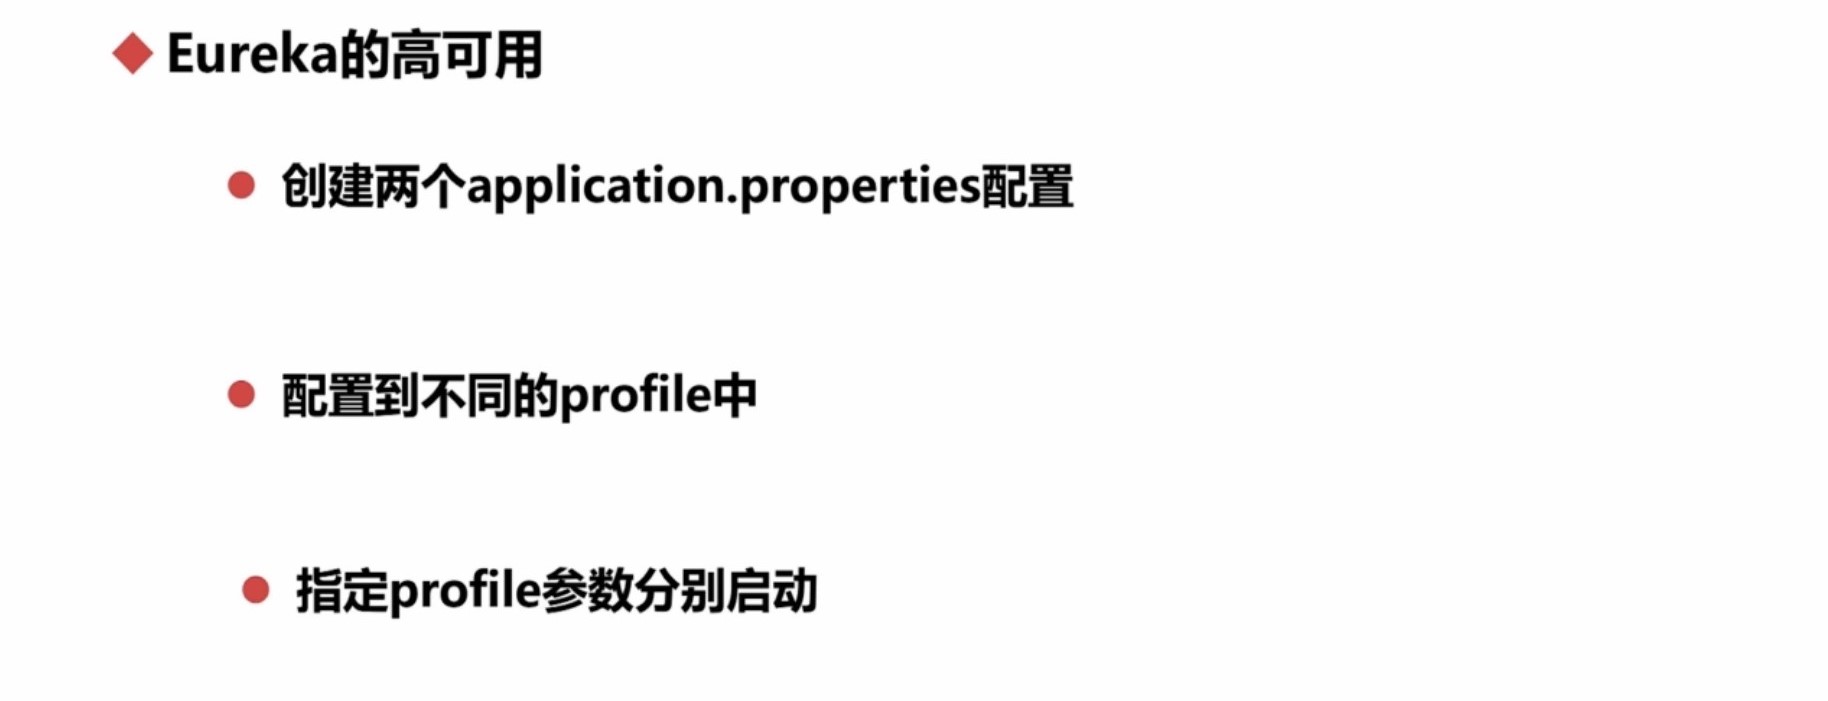 Eureka的高可用
创建两个application.properties配置
配置到不同的profile中
指定profile参数分别启动